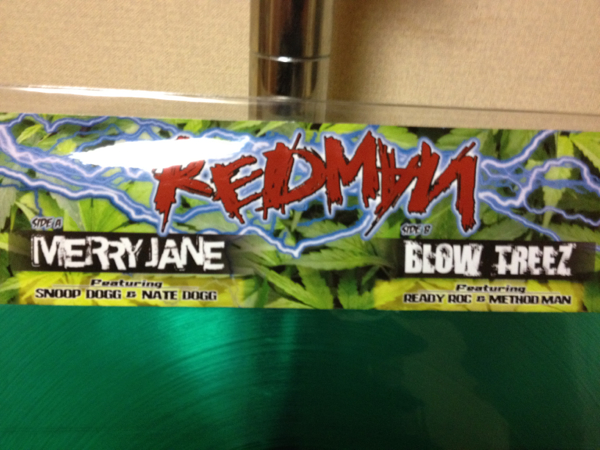 REDMAN
SIDE A
MERRY JANE
Featuring
SNOOP DOGG & NATE DOGG
SIDE B
BLOW TREEZ
Featuring
READY ROC & METHOD MAN